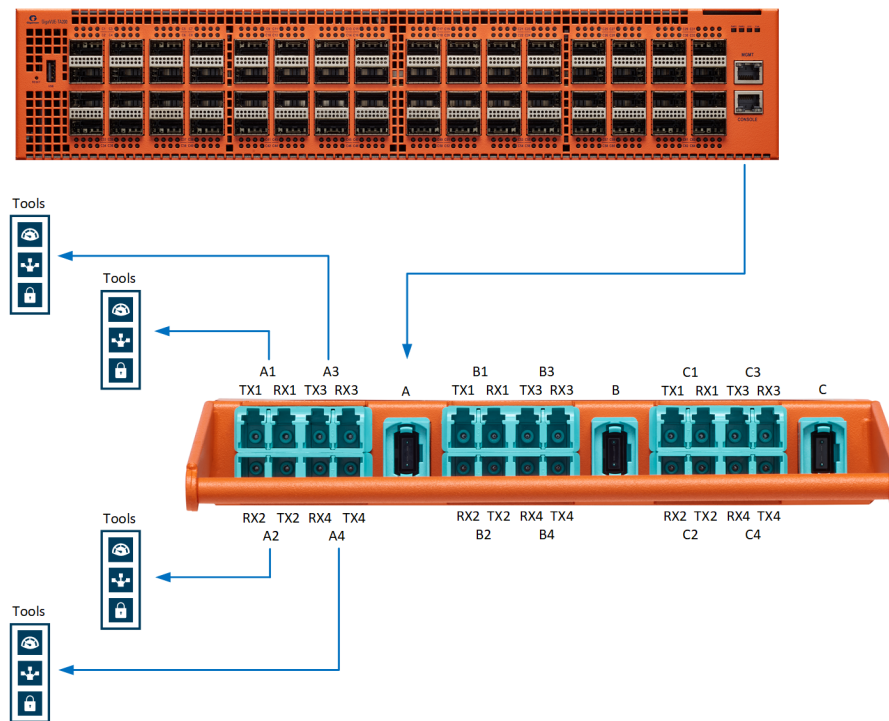 MGMT
CONSOLE
Tools
Tools
A1 A3
TX1 RX1 TX3 RX3
A
B1 B3
TX1 RX1 TX3 RX3
B
C1 C3
TX1 RX1 TX3 RX3
C
RX2 TX2 RX4 TX4
A2 A4
RX2 TX2 RX4 TX4
B2 B4
RX2 TX2 RX4 TX4
C2 C4
Tools
Tools